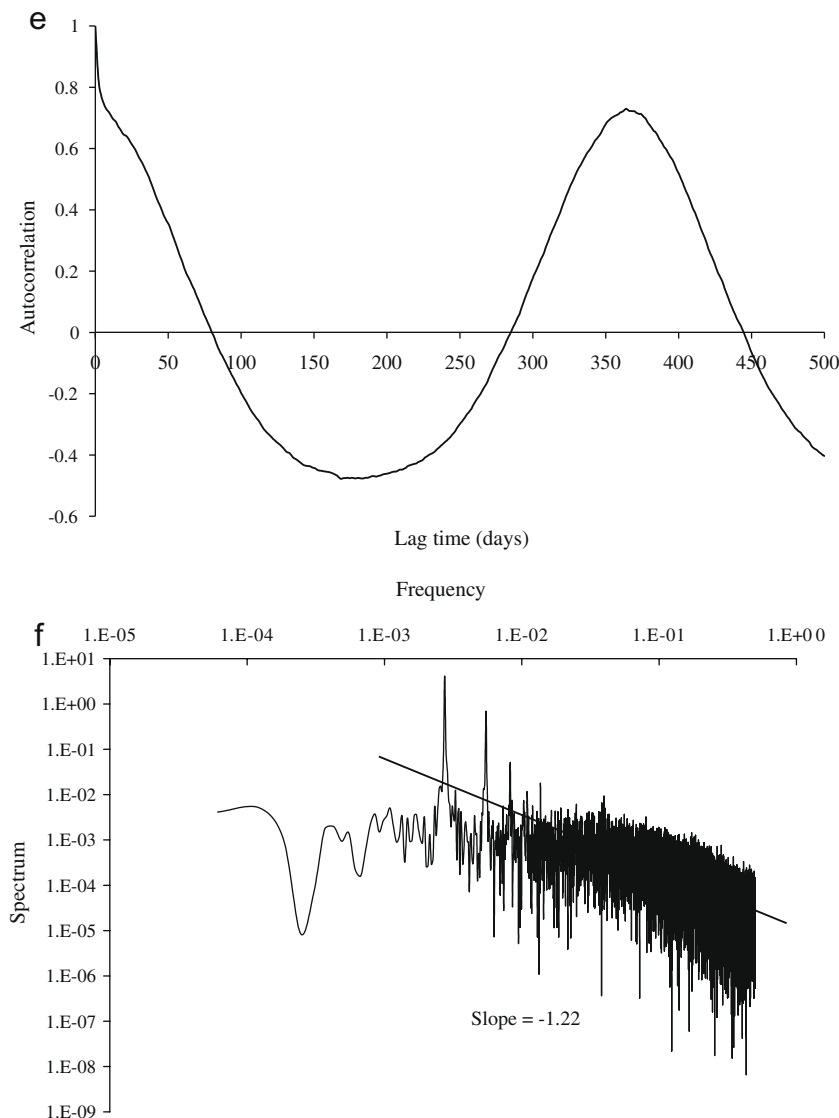 e
1
0.8
0.6
0.4
0.2
0
-0.2
-0.4
-0.6
Autocorrelation
0 50 100 150 200 250 300 350 400 450 500
Lag time (days)
Frequency
f
1.E-05 1.E-04 1.E-03 1.E-02 1.E-01 1.E+00
1.E+01
1.E+00
1.E-01
1.E-02
1.E-03
1.E-04
1.E-05
1.E-06
1.E-07
1.E-08
1.E-09
Spectrum
Slope = -1.22